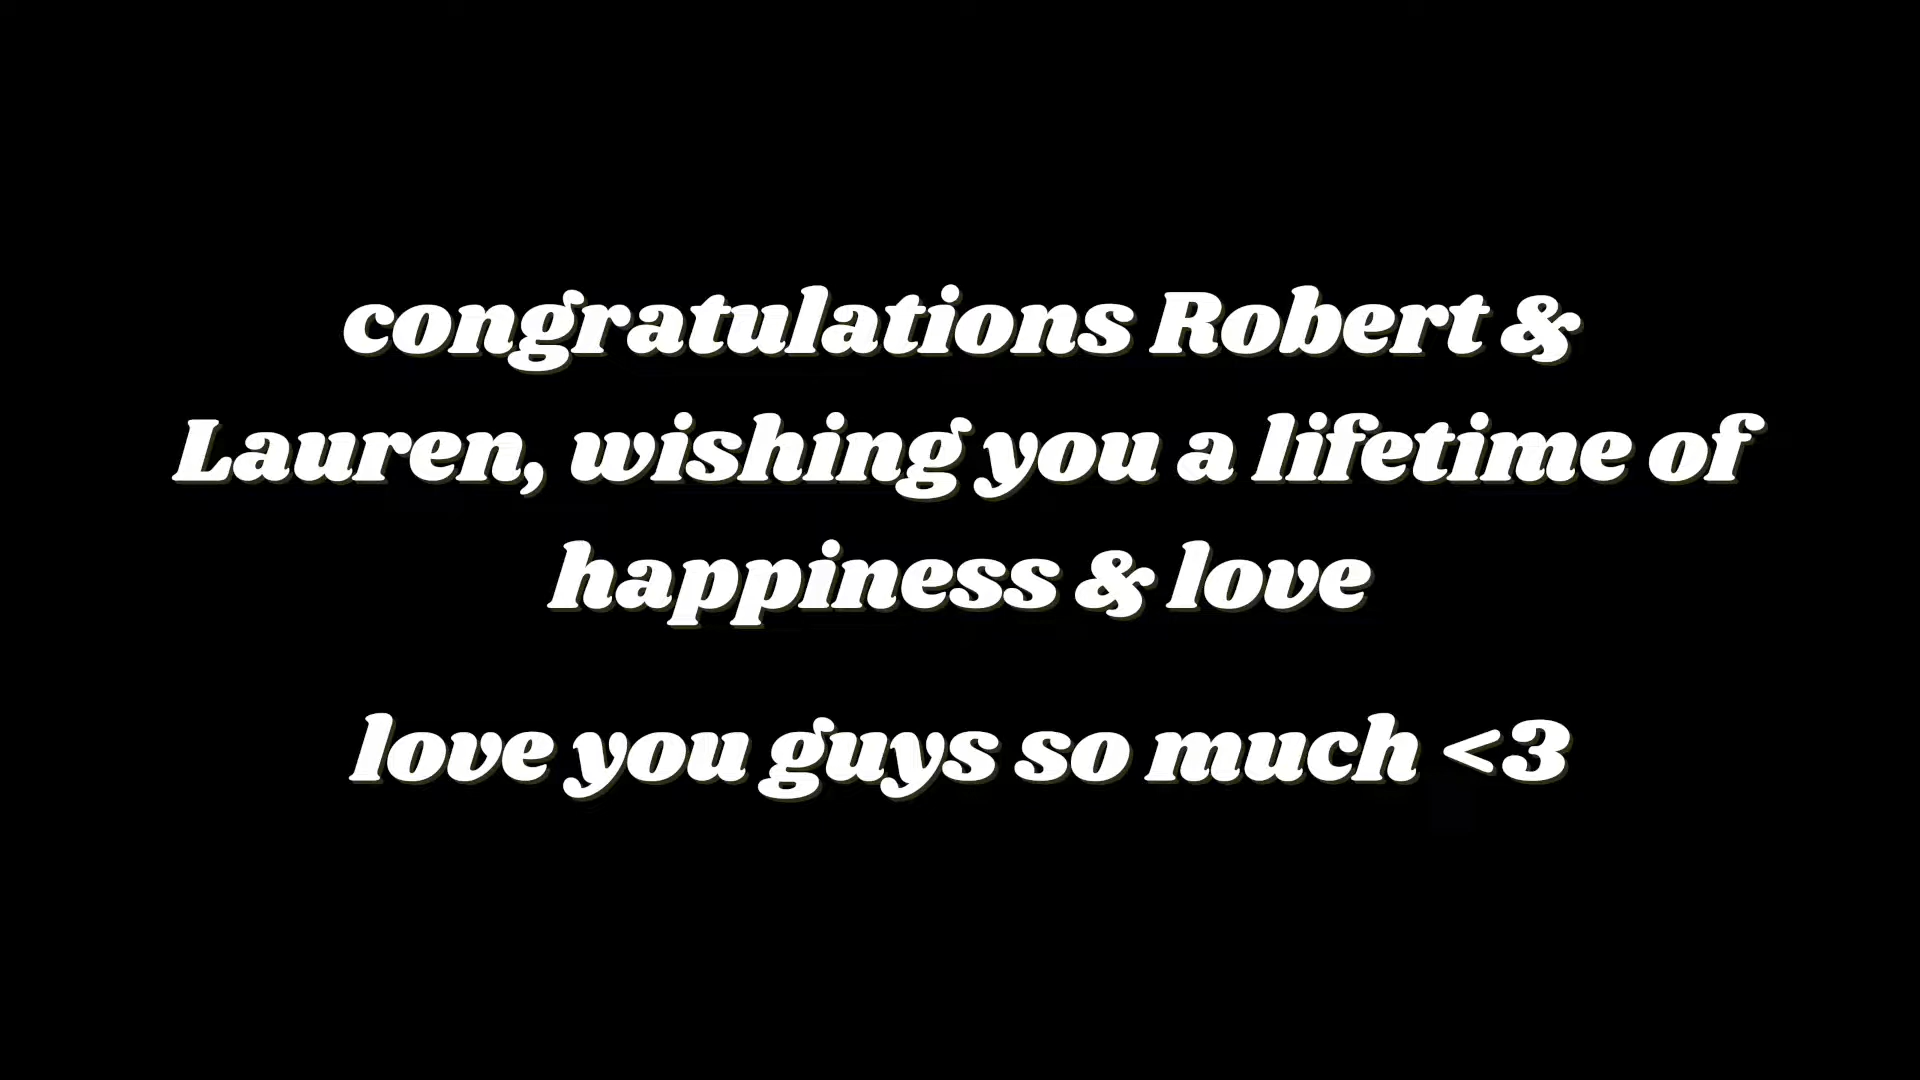 congratulations Robert &
Lauren, wishing you a lifetime of
happiness & love
love you guys so much <3